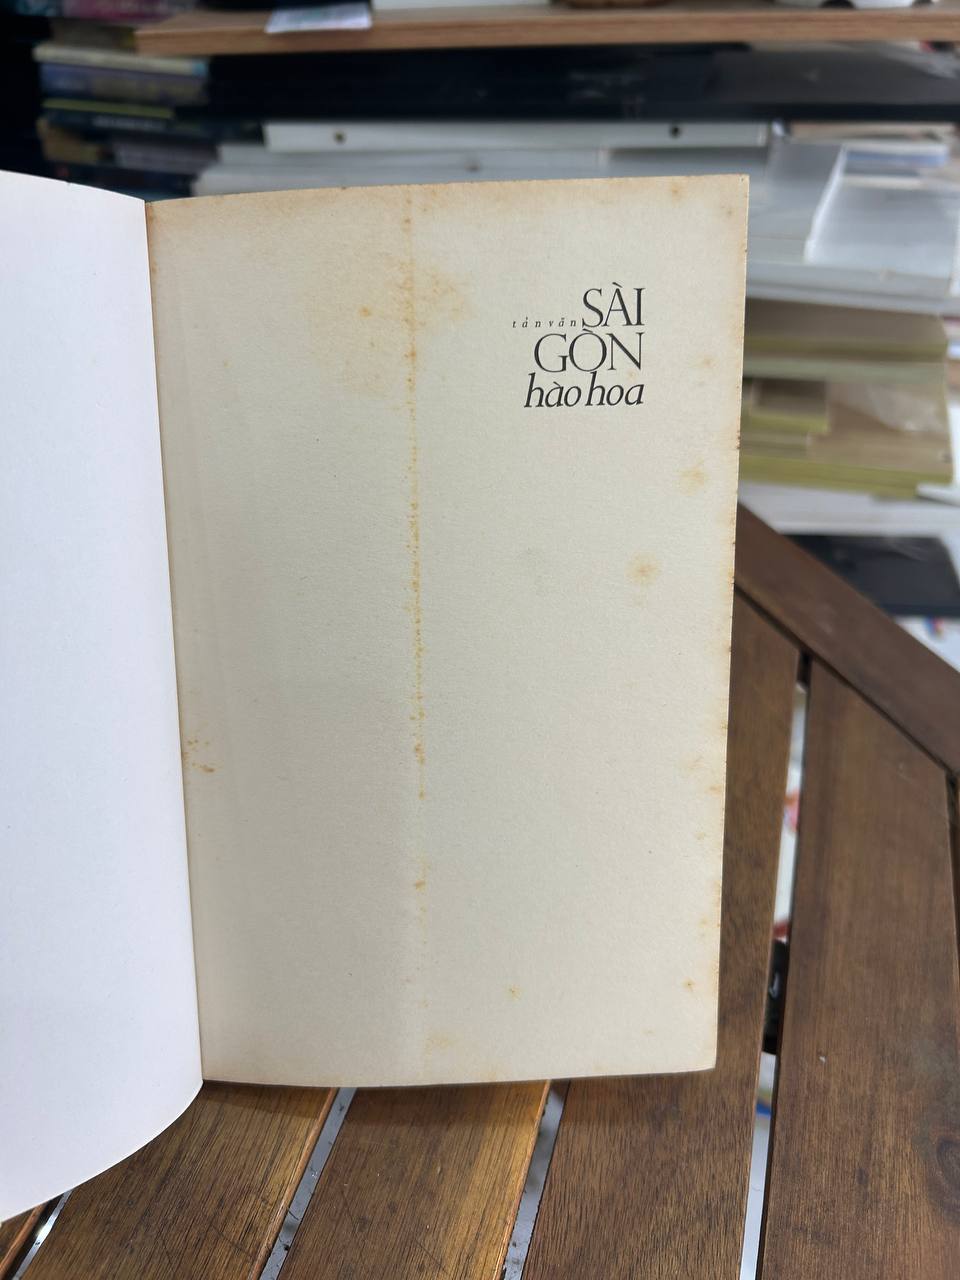 tản văn SÀI
GÒN
hào hoa